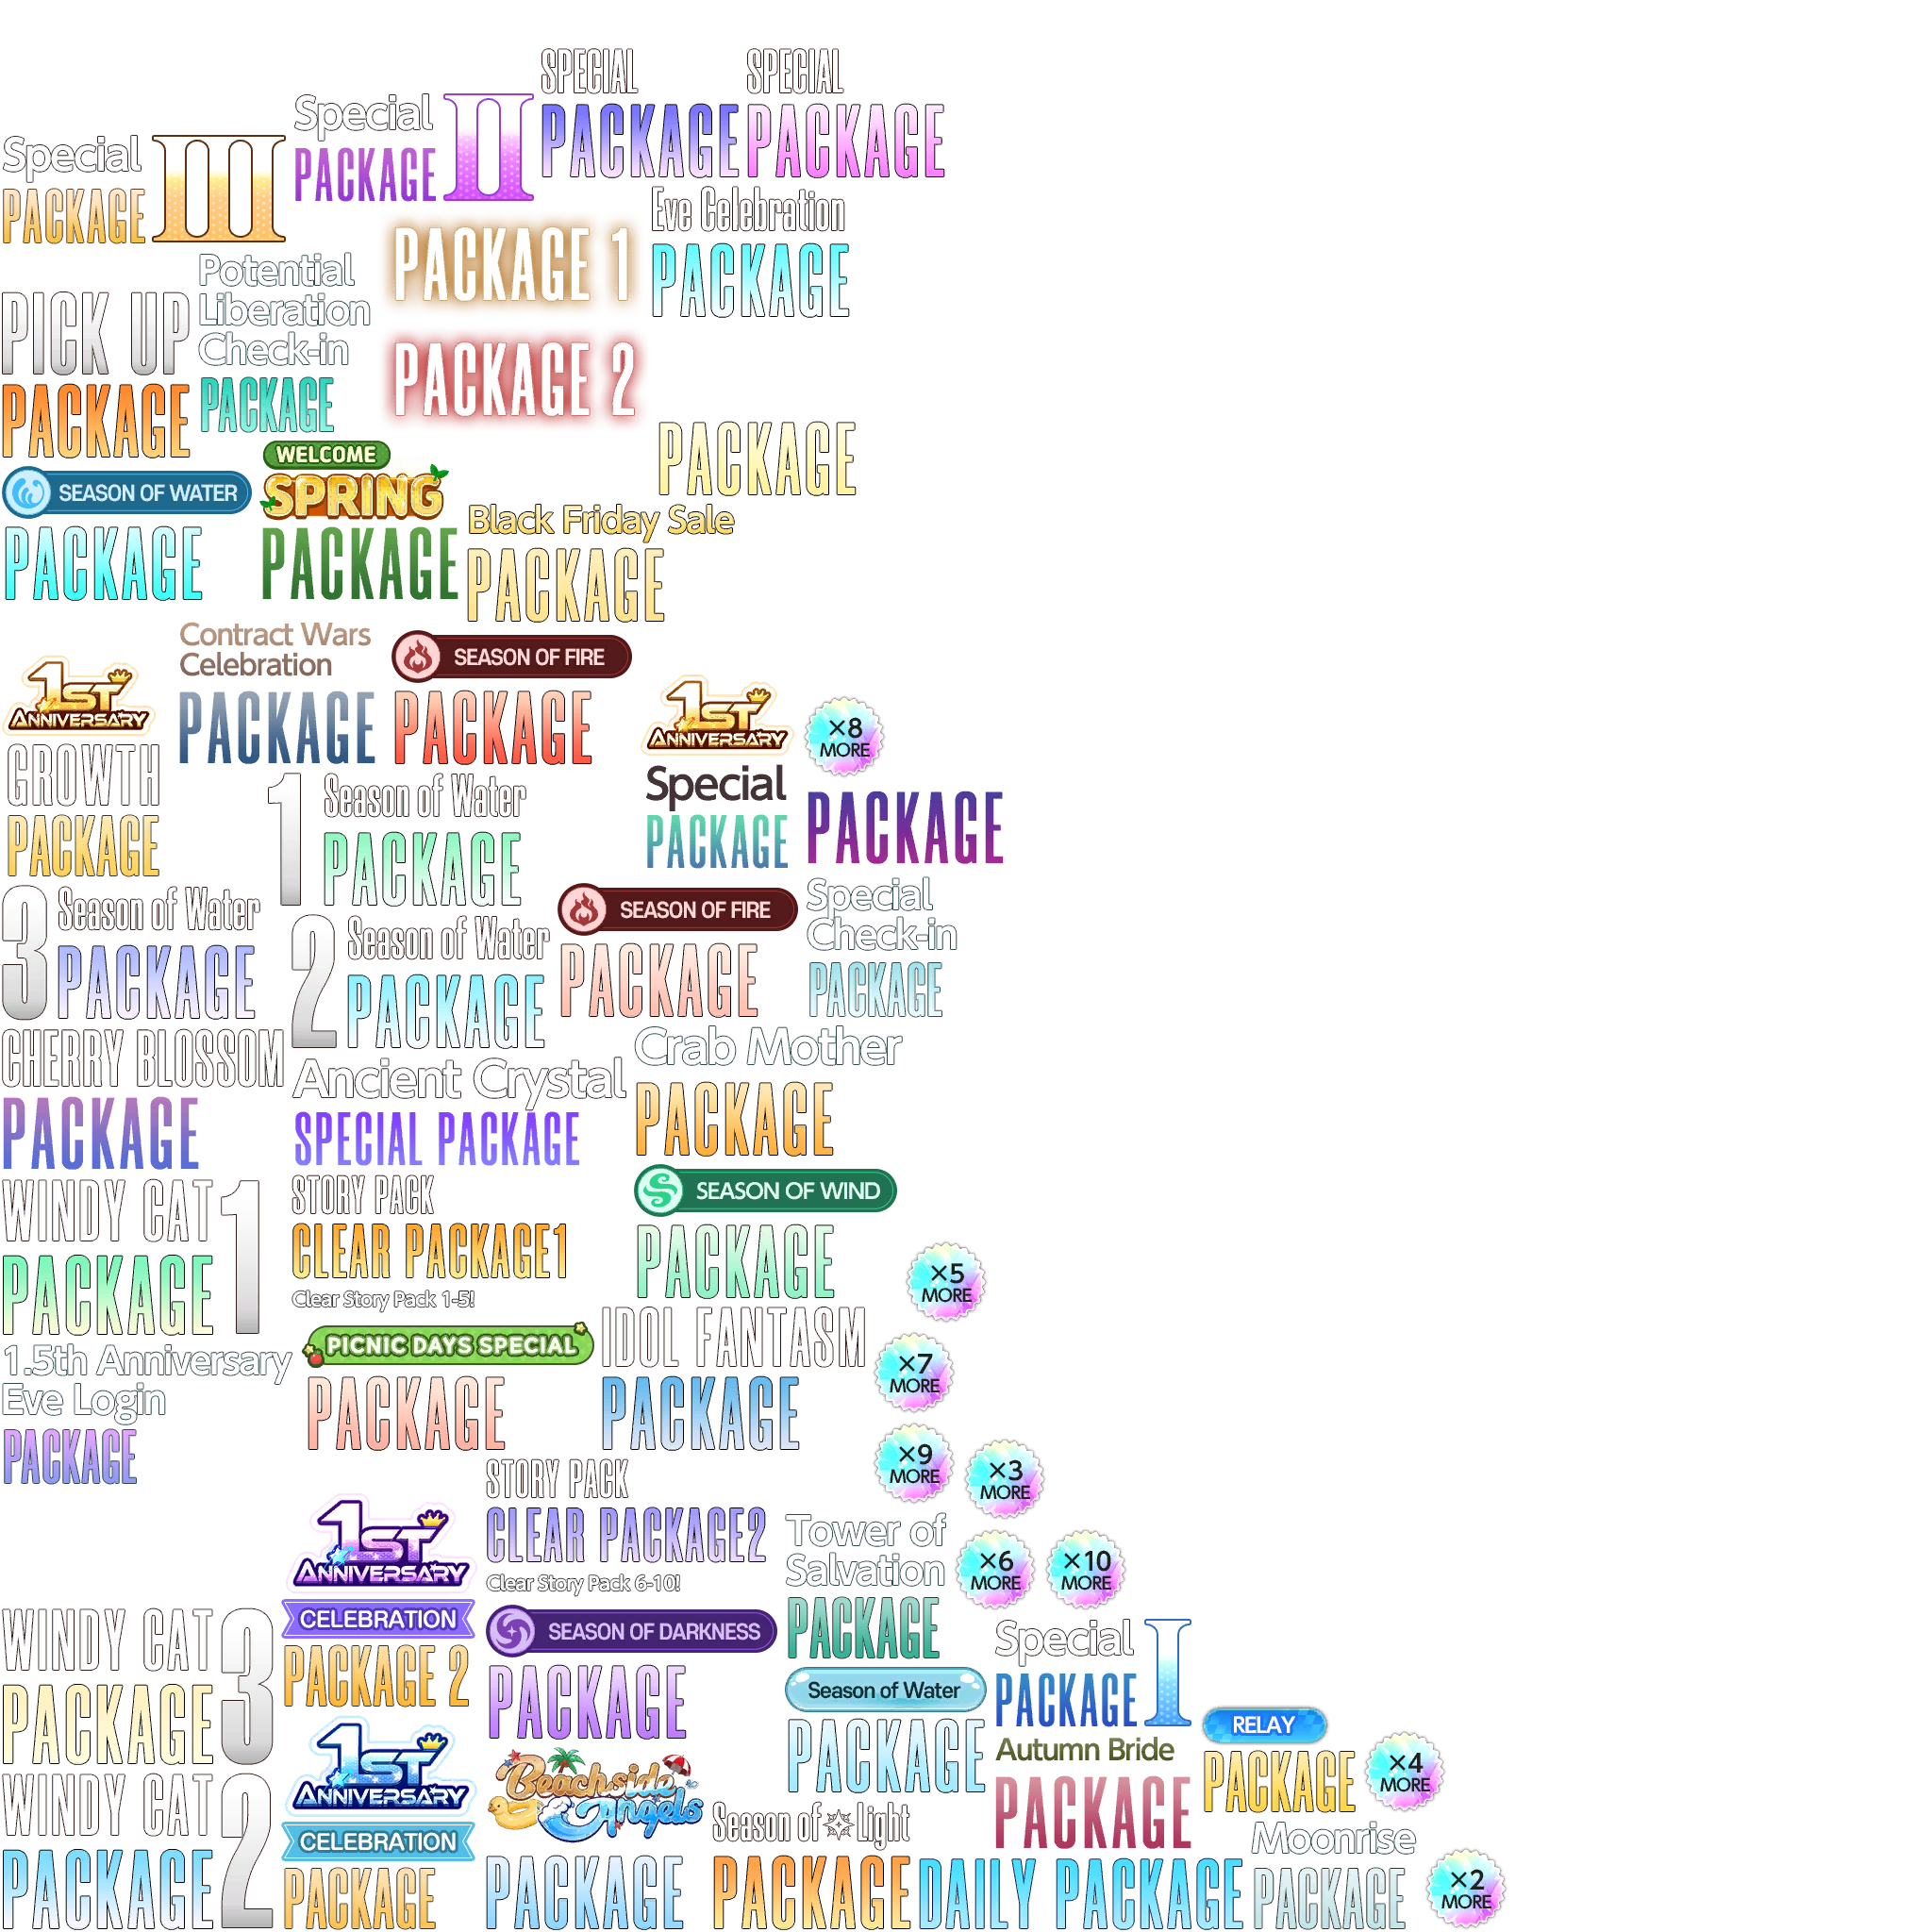 SPECIAL
PACKAGE
SPECIAL
PACKAGE
Special
PACKAGE
II
Special
PACKAGE
III
Eve Celebration
PACKAGE
PACKAGE 1
Potential
Liberation
Check-in
PACKAGE
PICK UP
PACKAGE
PACKAGE 2
PACKAGE
WELCOME
SPRING
PACKAGE
SEASON OF WATER
PACKAGE
Black Friday Sale
PACKAGE
Contract Wars
Celebration
PACKAGE
SEASON OF FIRE
PACKAGE
1ST
ANNIVERSARY
GROWTH
PACKAGE
1ST
ANNIVERSARY
Special
PACKAGE
×8
MORE
PACKAGE
1
Season of Water
PACKAGE
3
Season of Water
PACKAGE
2
Season of Water
PACKAGE
SEASON OF FIRE
PACKAGE
Special
Check-in
PACKAGE
CHERRY BLOSSOM
PACKAGE
Ancient Crystal
SPECIAL PACKAGE
Crab Mother
PACKAGE
WINDY CAT
PACKAGE
1
STORY PACK
CLEAR PACKAGE1
Clear Story Pack 1-5!
SEASON OF WIND
PACKAGE
×5
MORE
1.5th Anniversary
Eve Login
PACKAGE
PICNIC DAYS SPECIAL
PACKAGE
IDOL FANTASM
PACKAGE
×7
MORE
×9
MORE
×3
MORE
STORY PACK
CLEAR PACKAGE2
Clear Story Pack 6-10!
1ST
ANNIVERSARY
CELEBRATION
PACKAGE 2
Tower of
Salvation
PACKAGE
×6
MORE
×10
MORE
WINDY CAT
PACKAGE
3
SEASON OF DARKNESS
PACKAGE
Season of Water
PACKAGE
Special
PACKAGE
I
RELAY
PACKAGE
×4
MORE
1ST
ANNIVERSARY
CELEBRATION
PACKAGE
WINDY CAT
PACKAGE
2
Beachside
Angels
PACKAGE
Season of Light
PACKAGE
Autumn Bride
PACKAGE
DAILY PACKAGE
Moonrise
PACKAGE
×2
MORE